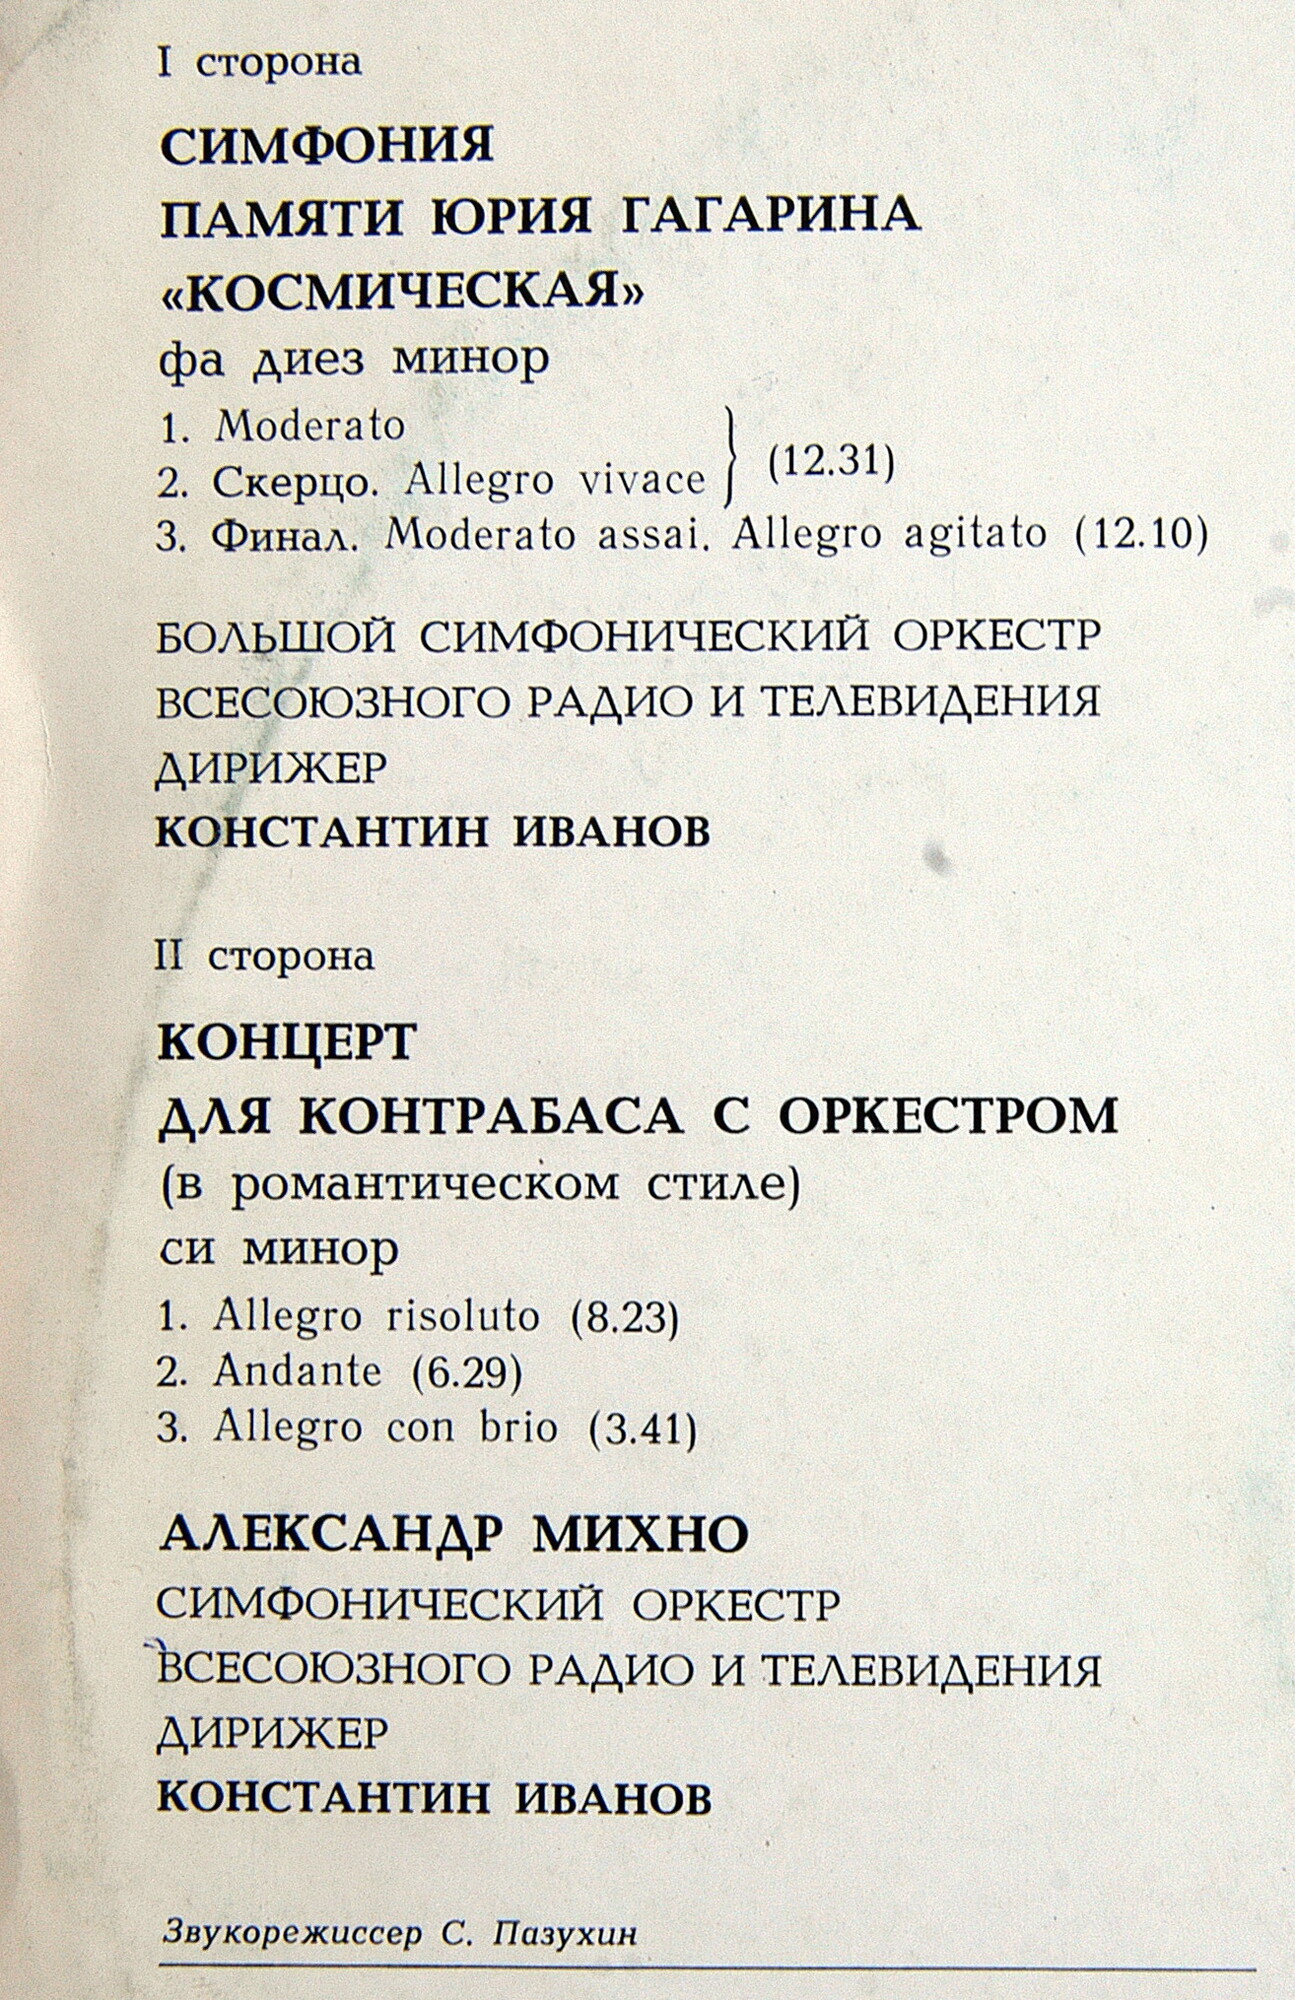 I сторона
СИМФОНИЯ
ПАМЯТИ ЮРИЯ ГАГАРИНА
«КОСМИЧЕСКАЯ»
фа диез минор
1. Moderato
2. Скерцо. Allegro vivace } (12.31)
3. Финал. Moderato assai. Allegro agitato (12.10)
БОЛЬШОЙ СИМФОНИЧЕСКИЙ ОРКЕСТР
ВСЕСОЮЗНОГО РАДИО И ТЕЛЕВИДЕНИЯ
ДИРИЖЕР
КОНСТАНТИН ИВАНОВ
II сторона
КОНЦЕРТ
ДЛЯ КОНТРАБАСА С ОРКЕСТРОМ
(в романтическом стиле)
си минор
1. Allegro risoluto (8.23)
2. Andante (6.29)
3. Allegro con brio (3.41)
АЛЕКСАНДР МИХНО
СИМФОНИЧЕСКИЙ ОРКЕСТР
ВСЕСОЮЗНОГО РАДИО И ТЕЛЕВИДЕНИЯ
ДИРИЖЕР
КОНСТАНТИН ИВАНОВ
Звукорежиссер С. Пазухин